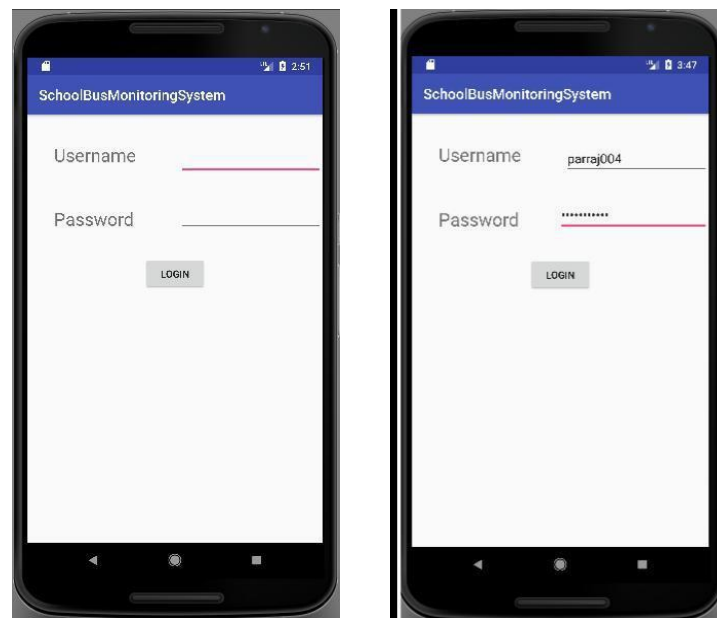 2:51
SchoolBusMonitoringSystem
Username
Password
LOGIN
3:47
SchoolBusMonitoringSystem
Username parraj004
Password ···········
LOGIN